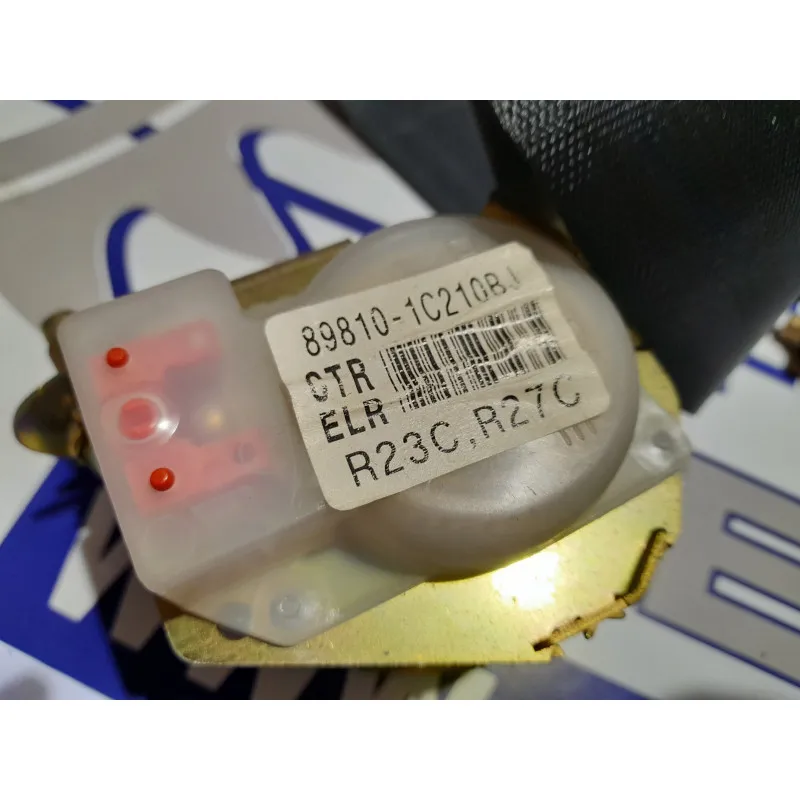 89810-1C210BJ
CTR
ELR
R23C,R27C